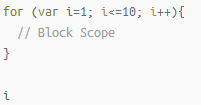 for (var i=1; i<=10; i++){
// Block Scope
}
i